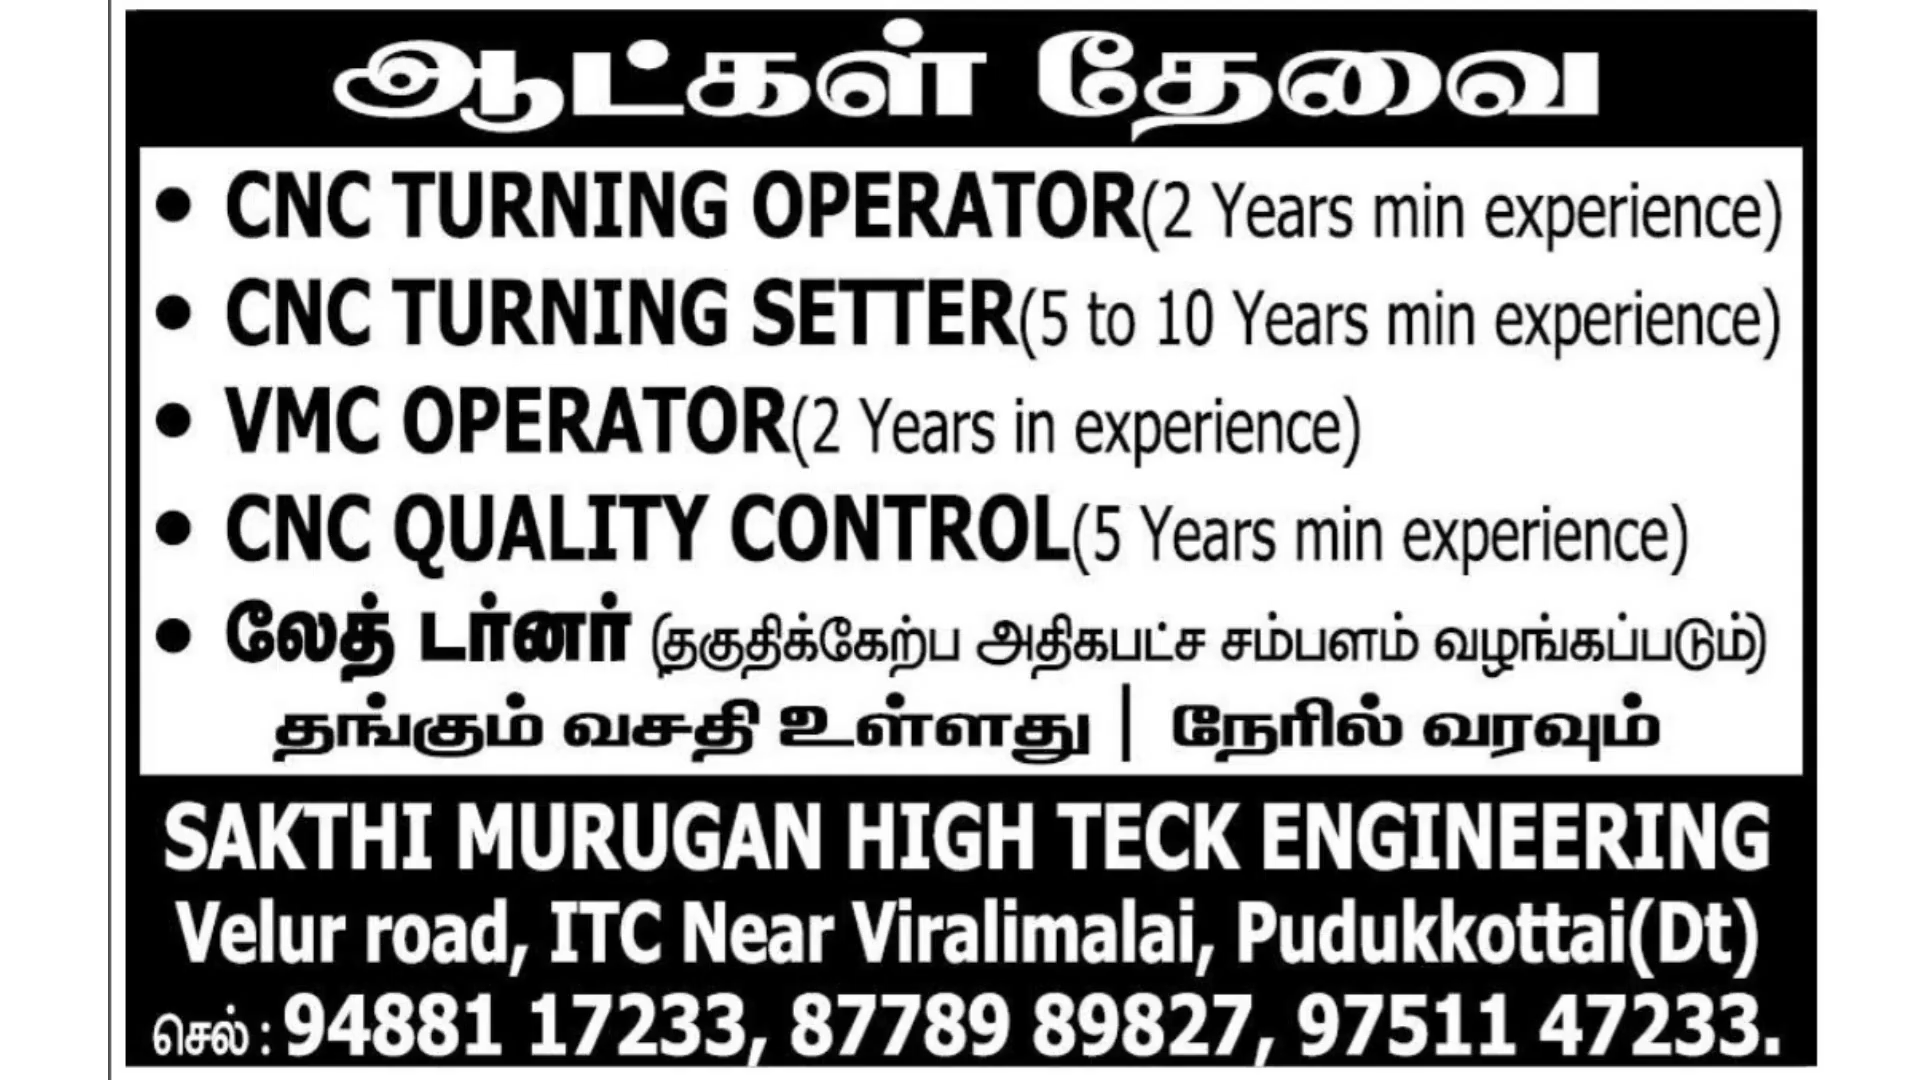 ஆட்கள் தேவை
• CNC TURNING OPERATOR(2 Years min experience)
• CNC TURNING SETTER(5 to 10 Years min experience)
• VMC OPERATOR(2 Years in experience)
• CNC QUALITY CONTROL(5 Years min experience)
• லேத் டர்னர் (தகுதிக்கேற்ப அதிகபட்ச சம்பளம் வழங்கப்படும்)
தங்கும் வசதி உள்ளது | நேரில் வரவும்
SAKTHI MURUGAN HIGH TECK ENGINEERING
Velur road, ITC Near Viralimalai, Pudukkottai(Dt)
செல் : 94881 17233, 87789 89827, 97511 47233.